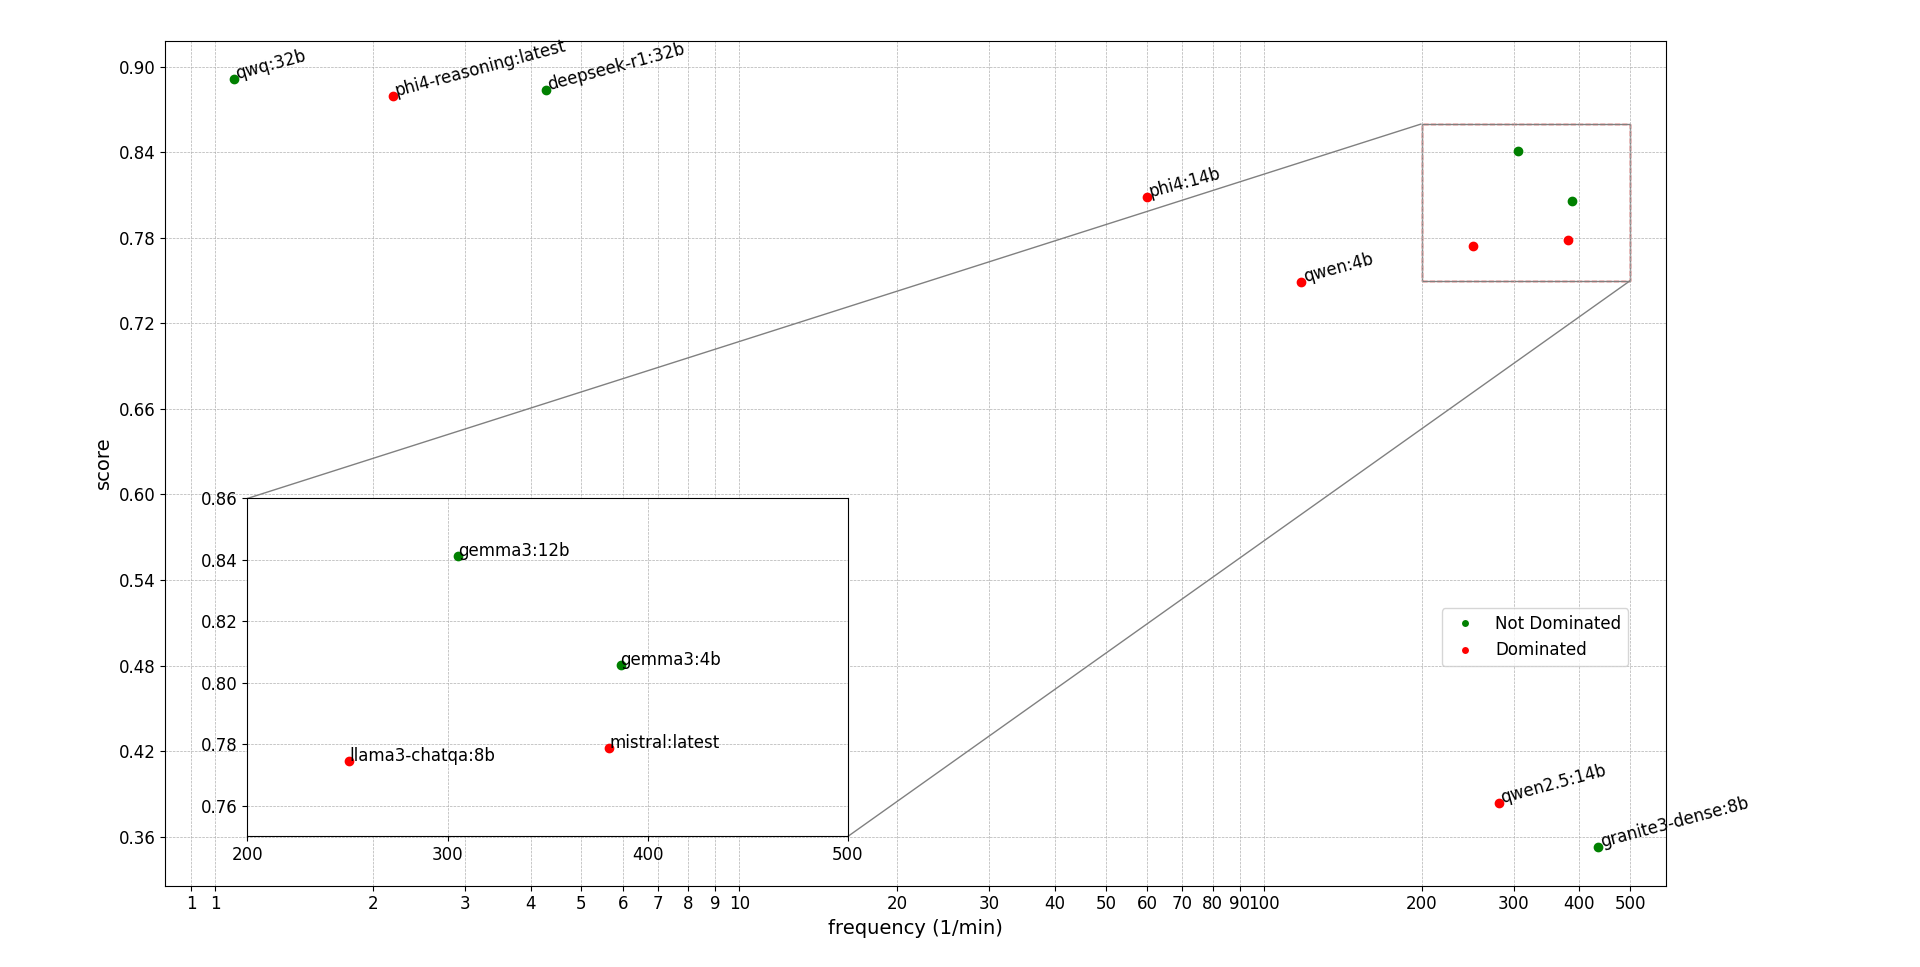 qwq:32b
phi4-reasoning:latest
deepseek-r1:32b
phi4:14b
qwen:4b
qwen2.5:14b
granite3-dense:8b
0.90
0.84
0.78
0.72
0.66
0.60
0.54
0.48
0.42
0.36
score
0.86
0.84
0.82
0.80
0.78
0.76
gemma3:12b
gemma3:4b
mistral:latest
llama3-chatqa:8b
200 300 400 500
Not Dominated
Dominated
1 1 2 3 4 5 6 7 8 9 10 20 30 40 50 60 70 80 90 100 200 300 400 500
frequency (1/min)